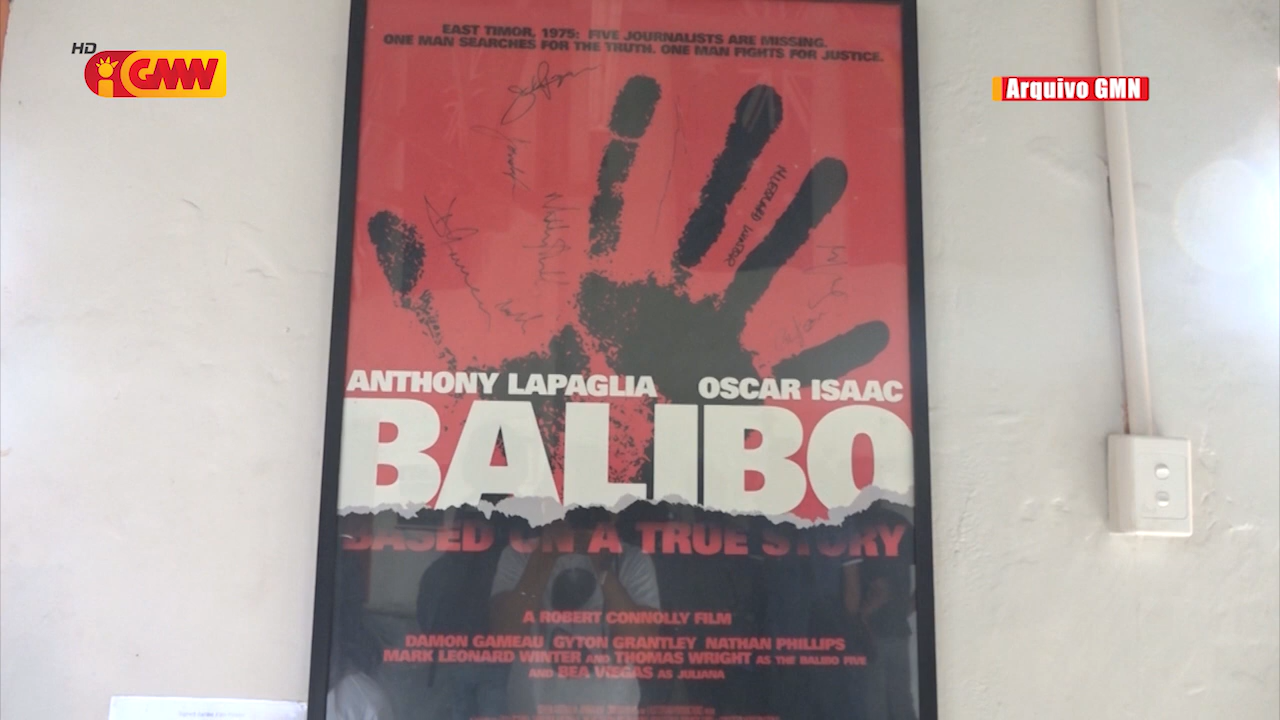 HD
GMN
Arquivo GMN
EAST TIMOR, 1975: FIVE JOURNALISTS ARE MISSING.
ONE MAN SEARCHES FOR THE TRUTH. ONE MAN FIGHTS FOR JUSTICE.
ANTHONY LAPAGLIA OSCAR ISAAC
BALIBO
BASED ON A TRUE STORY
A ROBERT CONNOLLY FILM
DAMON GAMEAU GYTON GRANTLEY NATHAN PHILLIPS
MARK LEONARD WINTER AND THOMAS WRIGHT AS THE BALIBO FIVE
AND BEA VIEGAS AS JULIANA